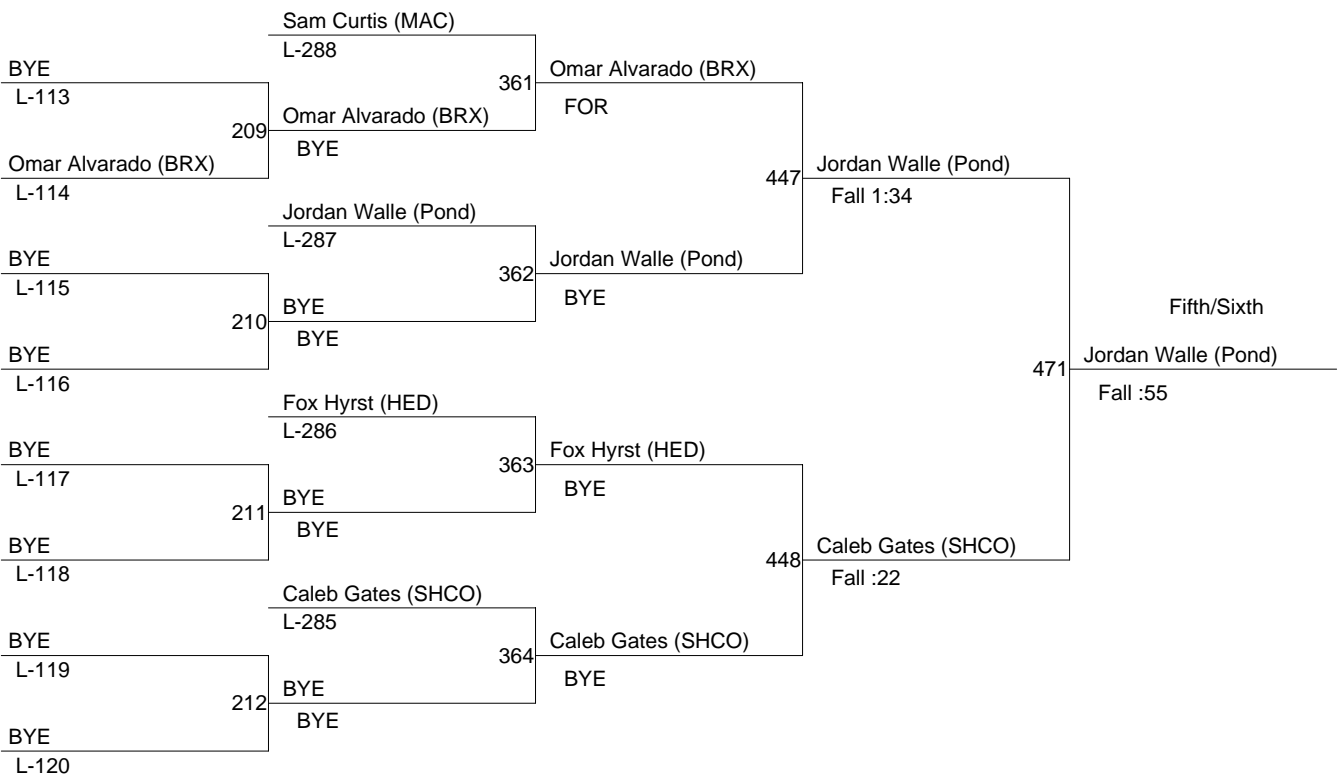 Sam Curtis (MAC)
L-288
BYE
L-113
361
Omar Alvarado (BRX)
FOR
209
Omar Alvarado (BRX)
BYE
Omar Alvarado (BRX)
L-114
447
Jordan Walle (Pond)
Fall 1:34
Jordan Walle (Pond)
L-287
BYE
L-115
362
Jordan Walle (Pond)
BYE
210
BYE
BYE
Fifth/Sixth
BYE
L-116
471
Jordan Walle (Pond)
Fall :55
Fox Hyrst (HED)
L-286
BYE
L-117
363
Fox Hyrst (HED)
BYE
211
BYE
BYE
BYE
L-118
448
Caleb Gates (SHCO)
Fall :22
Caleb Gates (SHCO)
L-285
BYE
L-119
364
Caleb Gates (SHCO)
BYE
212
BYE
BYE
BYE
L-120